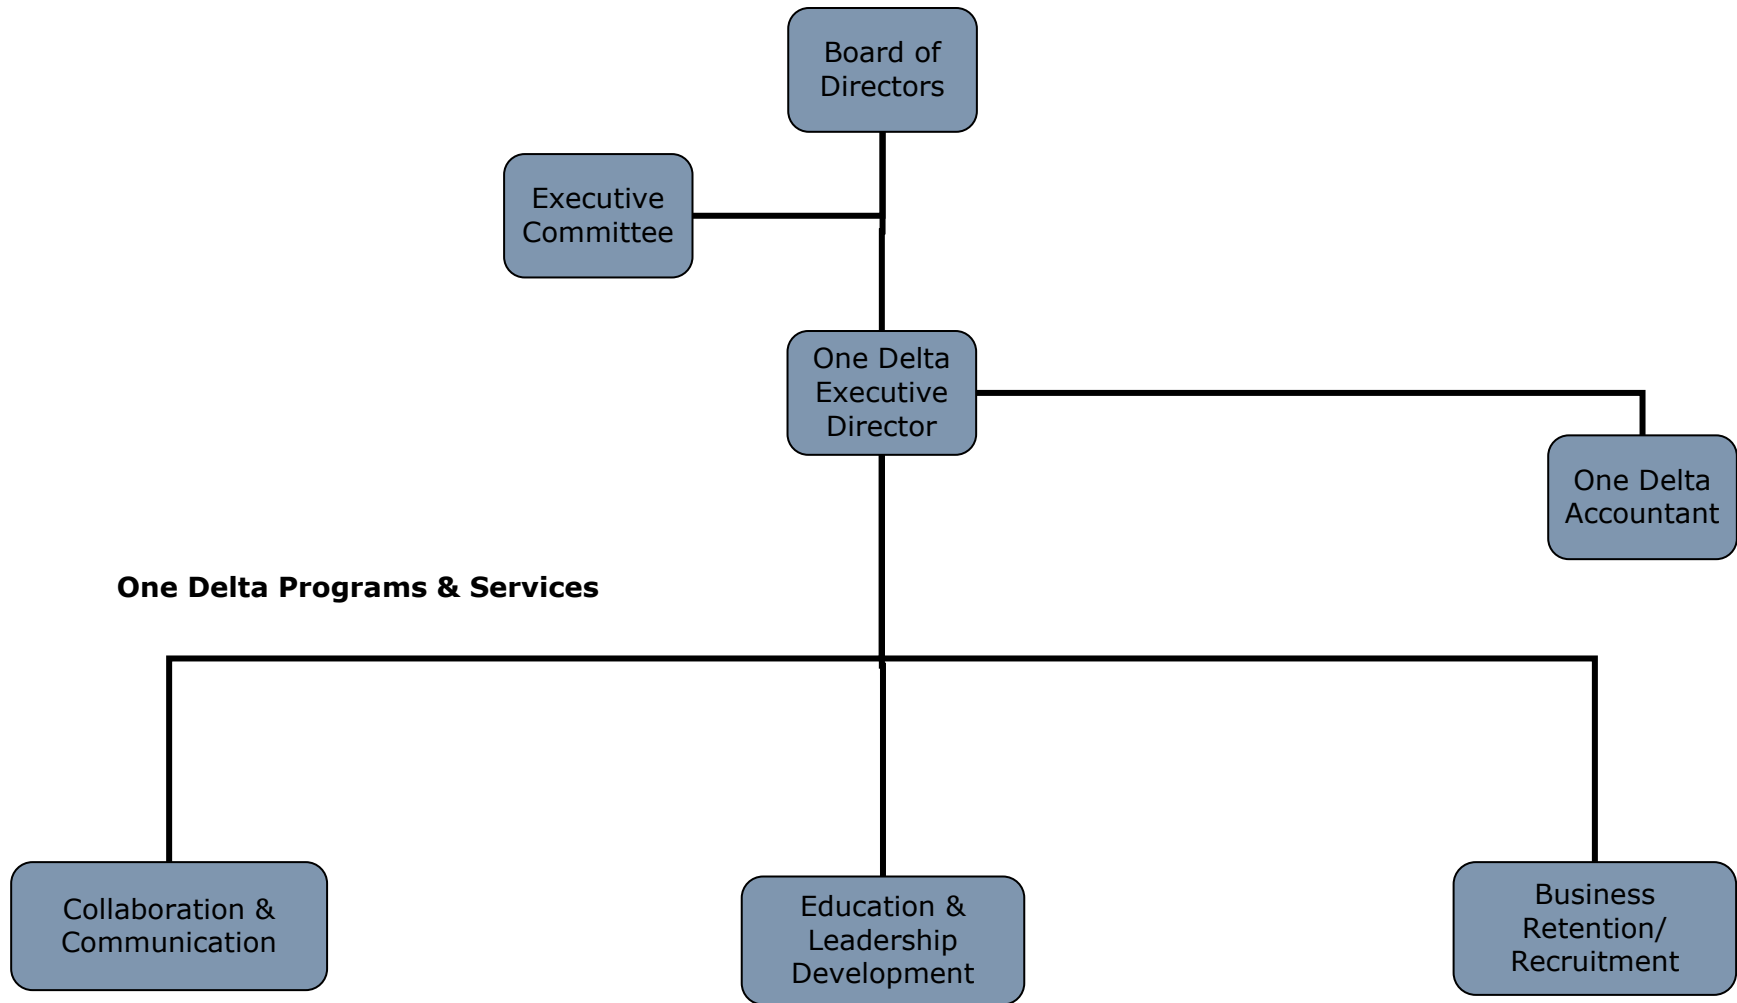 Board of
Directors
Executive
Committee
One Delta
Executive
Director
One Delta
Accountant
One Delta Programs & Services
Collaboration &
Communication
Education &
Leadership
Development
Business
Retention/
Recruitment